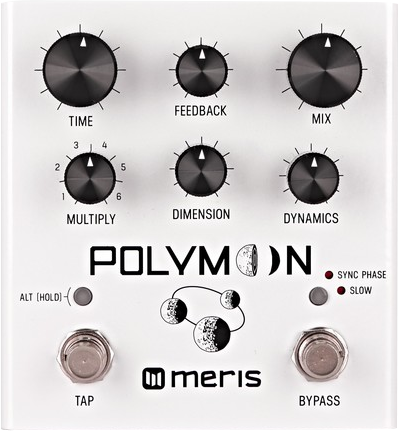 TIME
FEEDBACK
MIX
1 2 3 4 5 6
MULTIPLY
DIMENSION
DYNAMICS
POLYMOON
SYNC PHASE
ALT (HOLD)
SLOW
meris
TAP
BYPASS